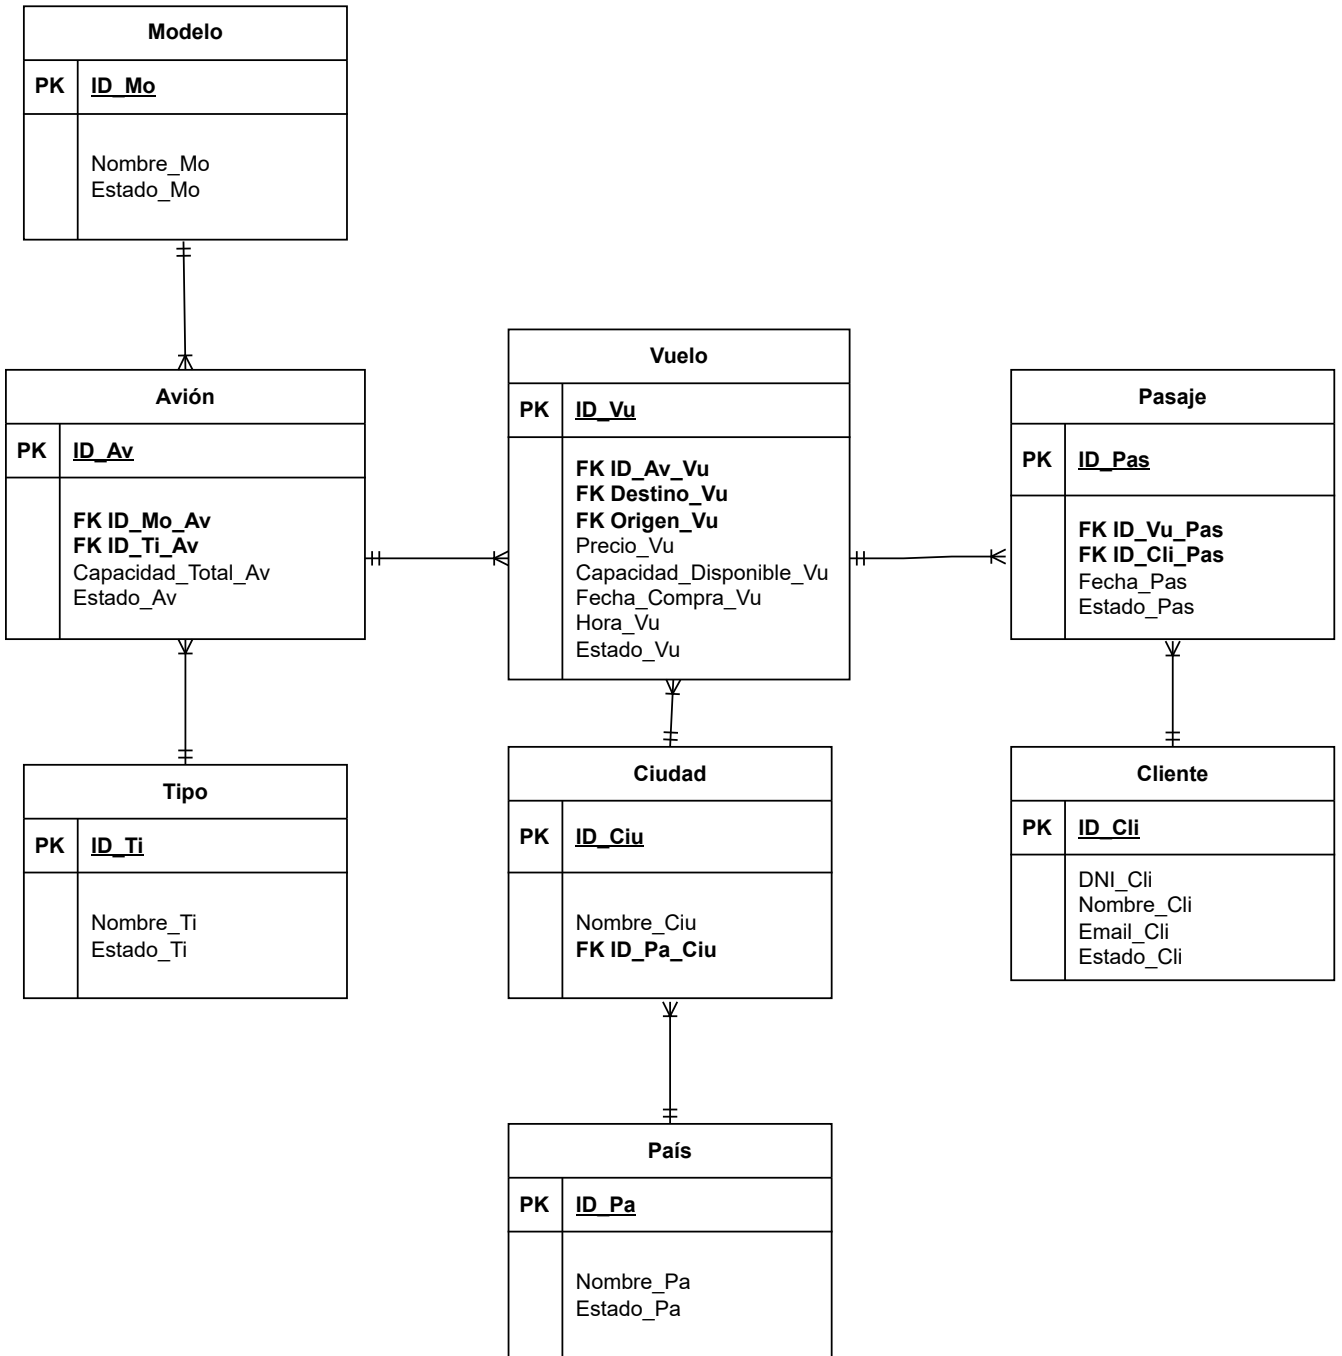 Modelo
PK ID_Mo
Nombre_Mo
Estado_Mo
Avión
PK ID_Av
FK ID_Mo_Av
FK ID_Ti_Av
Capacidad_Total_Av
Estado_Av
Tipo
PK ID_Ti
Nombre_Ti
Estado_Ti
Vuelo
PK ID_Vu
FK ID_Av_Vu
FK Destino_Vu
FK Origen_Vu
Precio_Vu
Capacidad_Disponible_Vu
Fecha_Compra_Vu
Hora_Vu
Estado_Vu
Ciudad
PK ID_Ciu
Nombre_Ciu
FK ID_Pa_Ciu
País
PK ID_Pa
Nombre_Pa
Estado_Pa
Pasaje
PK ID_Pas
FK ID_Vu_Pas
FK ID_Cli_Pas
Fecha_Pas
Estado_Pas
Cliente
PK ID_Cli
DNI_Cli
Nombre_Cli
Email_Cli
Estado_Cli